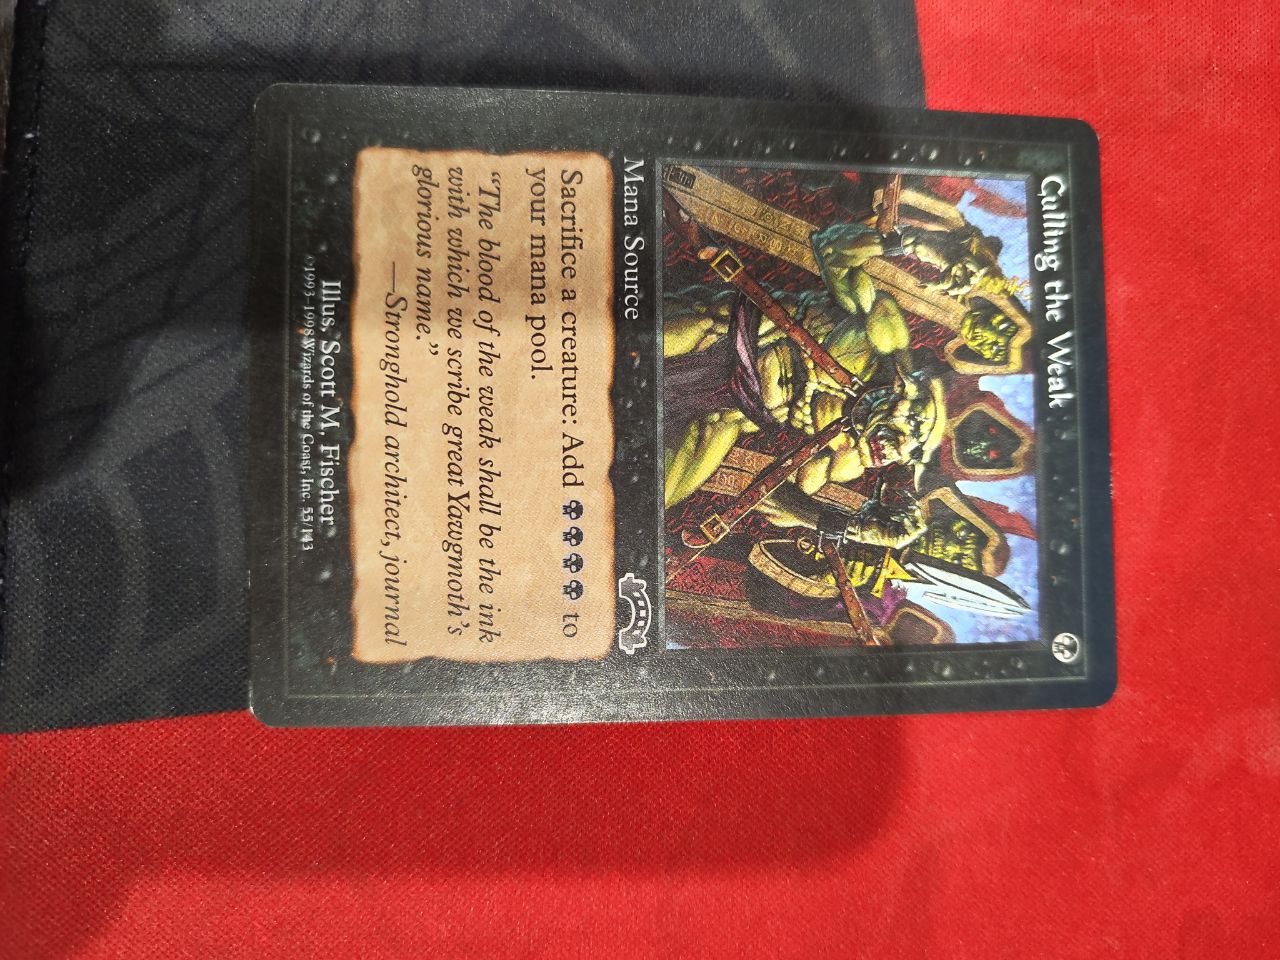 Culling the Weak
Mana Source
Sacrifice a creature: Add to
your mana pool.
“The blood of the weak shall be the ink
with which we scribe great Yawgmoth’s
glorious name.”
—Stronghold architect, journal
Illus. Scott M. Fischer
©1993–1998 Wizards of the Coast, Inc. 55/143